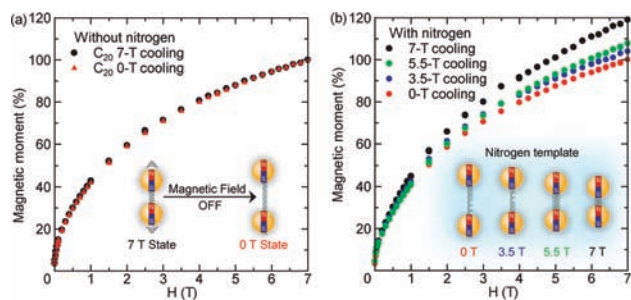 (a)
Without nitrogen
C20 7-T cooling
C20 0-T cooling
Magnetic moment (%)
120
100
80
60
40
20
0 1 2 3 4 5 6 7
H (T)
Magnetic Field
OFF
7 T State
0 T State
(b)
With nitrogen
7-T cooling
5.5-T cooling
3.5-T cooling
0-T cooling
Magnetic moment (%)
120
100
80
60
40
20
0 1 2 3 4 5 6 7
H (T)
Nitrogen template
0 T 3.5 T 5.5 T 7 T